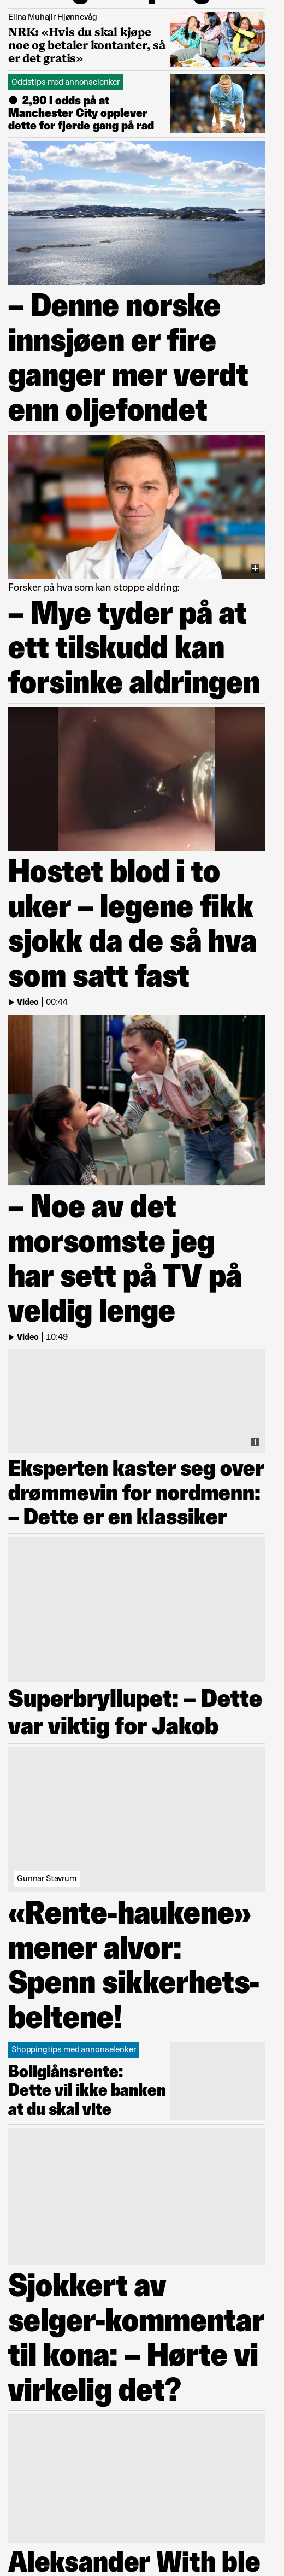 Elina Muhajir Hjønnevåg
NRK: «Hvis du skal kjøpe
noe og betaler kontanter, så
er det gratis»
Oddstips med annonselenker
● 2,90 i odds på at
Manchester City opplever
dette for fjerde gang på rad
– Denne norske
innsjøen er fire
ganger mer verdt
enn oljefondet
Forsker på hva som kan stoppe aldring:
– Mye tyder på at
ett tilskudd kan
forsinke aldringen
Hostet blod i to
uker – legene fikk
sjokk da de så hva
som satt fast
Video | 00:44
– Noe av det
morsomste jeg
har sett på TV på
veldig lenge
Video | 10:49
Eksperten kaster seg over
drømmevin for nordmenn:
– Dette er en klassiker
Superbryllupet: – Dette
var viktig for Jakob
Gunnar Stavrum
«Rente-haukene»
mener alvor:
Spenn sikkerhets-
beltene!
Shoppingtips med annonselenker
Boliglånsrente:
Dette vil ikke banken
at du skal vite
Sjokkert av
selger-kommentar
til kona: – Hørte vi
virkelig det?
Aleksander With ble